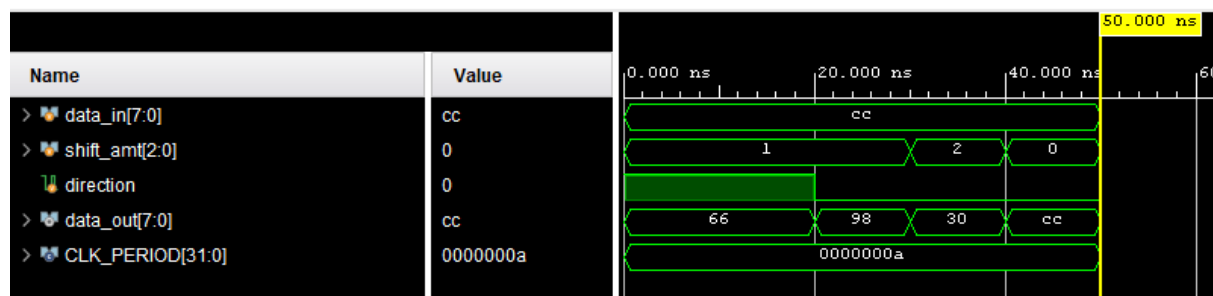 50.000 ns
Name Value 0.000 ns 20.000 ns 40.000 ns 6
data_in[7:0] cc cc
shift_amt[2:0] 0 1 2 0
direction 0
data_out[7:0] cc 66 98 30 cc
CLK_PERIOD[31:0] 0000000a 0000000a